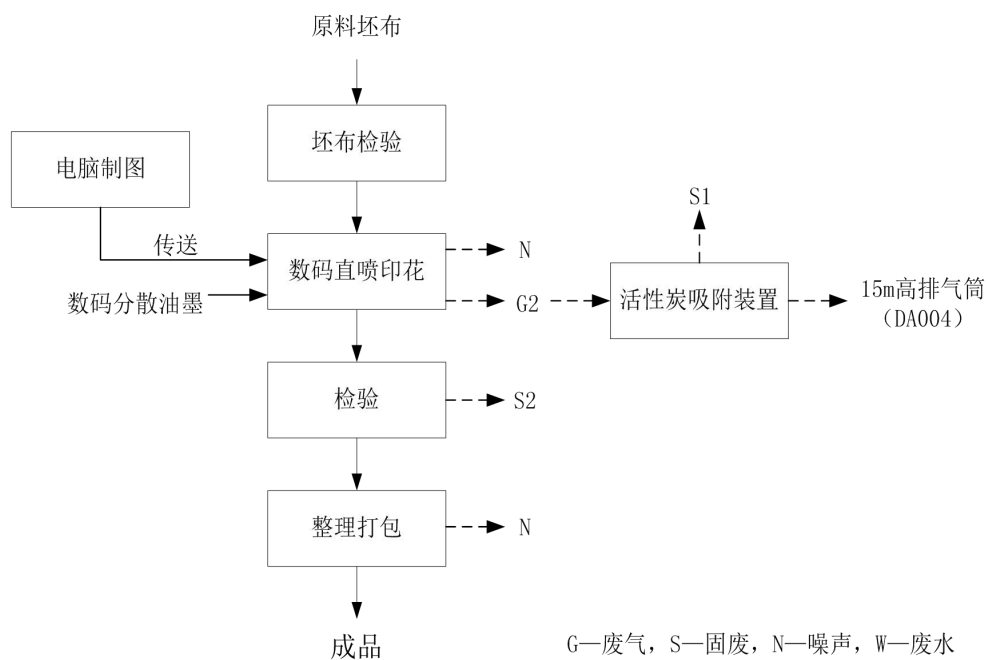 原料坯布
坯布检验
电脑制图
S1
传送
数码直喷印花
N
数码分散油墨
G2
活性炭吸附装置
15m高排气筒
（DA004）
检验
S2
整理打包
N
成品
G—废气，S—固废，N—噪声，W—废水